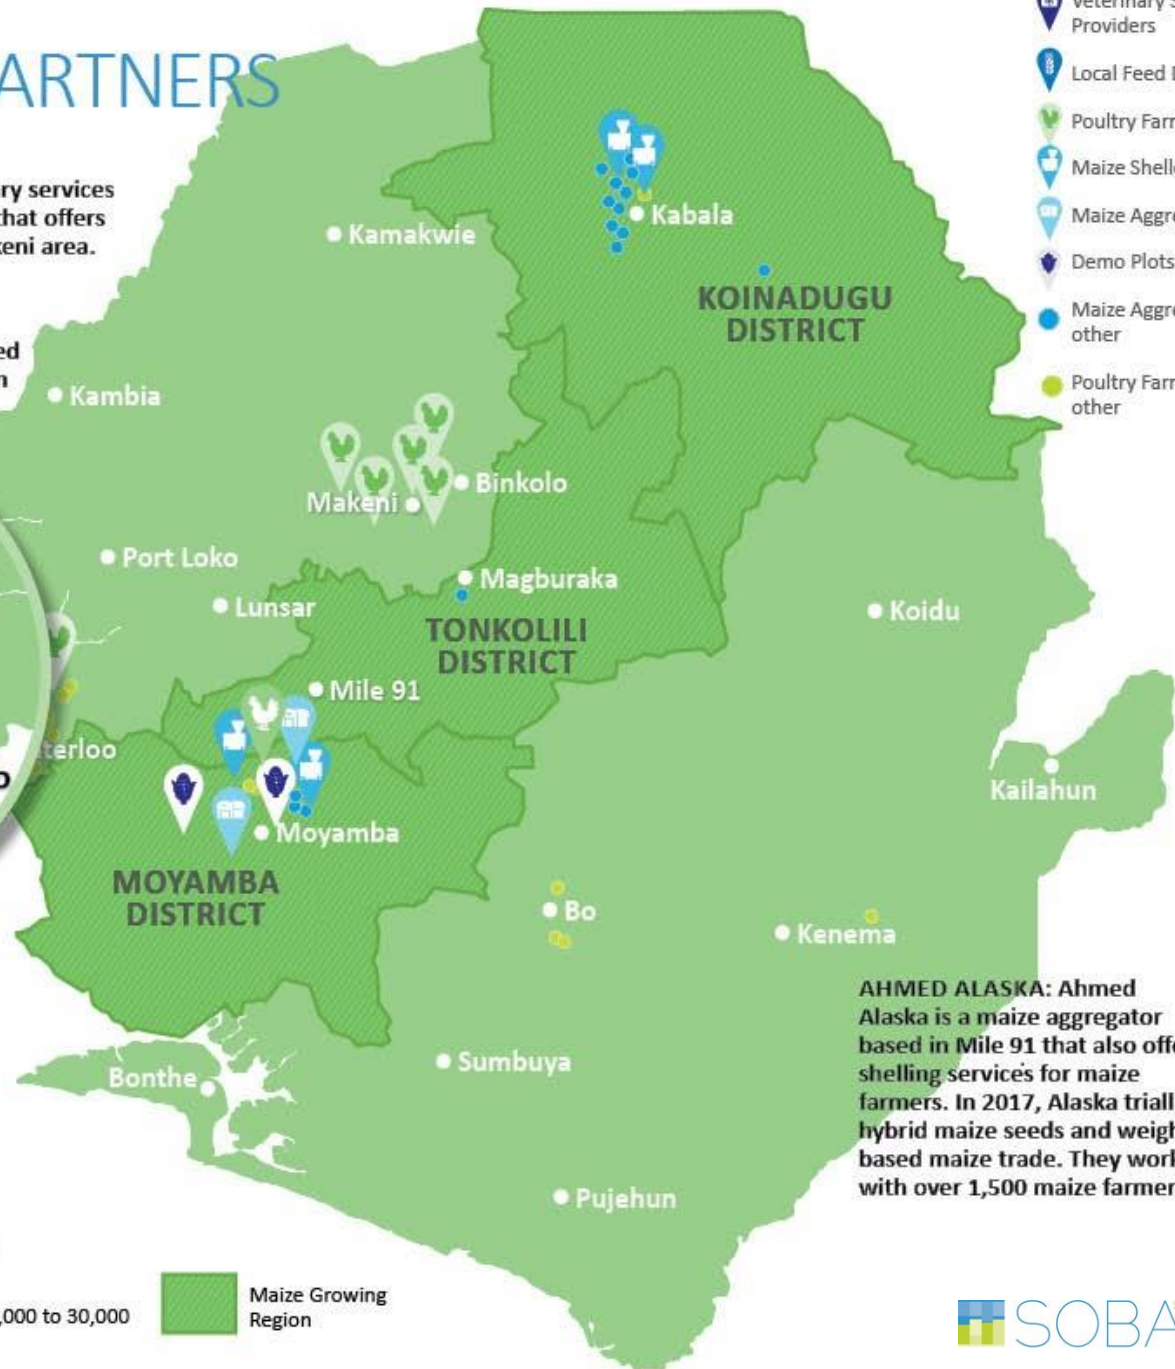 ARTNERS
ry services
that offers
eni area.
ed
Kamakwie
Kabala
KOINADUGU
DISTRICT
Kambia
Binkolo
Makeni
Port Loko
Lunsar
Magburaka
TONKOLILI
DISTRICT
Koidu
Mile 91
terloo
Kailahun
Moyamba
MOYAMBA
DISTRICT
Bo
Kenema
Sumbuya
Bonthe
Pujehun
Providers
Local Feed
Poultry Farm
Maize Shelle
Maize Aggre
Demo Plots
Maize Aggre
other
Poultry Farm
other
AHMED ALASKA: Ahmed
Alaska is a maize aggregator
based in Mile 91 that also offe
shelling services for maize
farmers. In 2017, Alaska triall
hybrid maize seeds and weigh
based maize trade. They work
with over 1,500 maize farmer
,000 to 30,000
Maize Growing
Region
SOBA